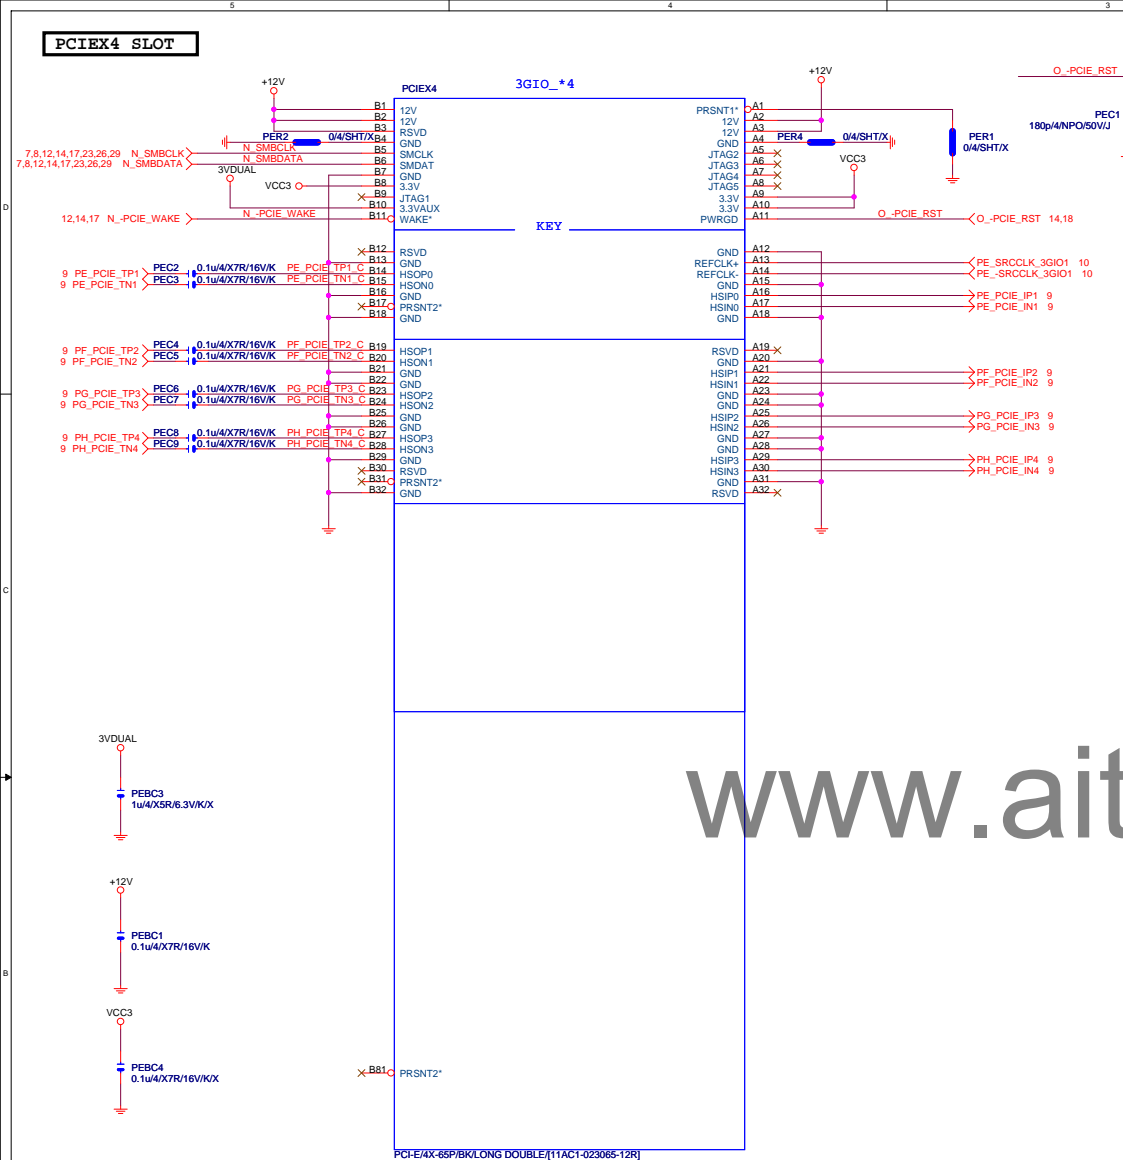 5 4 3
PCIEX4 SLOT
+12V
PCIEX4
3GIO_*4
+12V
O_-PCIE_RST
PEC1
180p/4/NPO/50V/J
B1 12V PRSNT1* A1
B2 12V 12V A2
B3 RSVD 12V A3
PER2 0/4/SHT/X B4 GND GND A4 PER4 0/4/SHT/X
PER1
0/4/SHT/X
7,8,12,14,17,23,26,29 N_SMBCLK N_SMBCLK B5 SMCLK JTAG2 A5
7,8,12,14,17,23,26,29 N_SMBDATA N_SMBDATA B6 SMDAT JTAG3 A6
3VDUAL B7 GND JTAG4 A7 VCC3
VCC3 B8 3.3V JTAG5 A8
B9 JTAG1 3.3V A9
B10 3.3VAUX 3.3V A10
D
12,14,17 N_-PCIE_WAKE N_-PCIE_WAKE B11 WAKE* PWRGD A11 O_-PCIE_RST O_-PCIE_RST 14,18
KEY
B12 RSVD GND A12
B13 GND REFCLK+ A13 PE_SRCCLK_3GIO1 10
9 PE_PCIE_TP1 PEC2 0.1u/4/X7R/16V/K PE_PCIE_TP1_C B14 HSOP0 REFCLK- A14 PE_-SRCCLK_3GIO1 10
9 PE_PCIE_TN1 PEC3 0.1u/4/X7R/16V/K PE_PCIE_TN1_C B15 HSON0 GND A15
B16 GND HSIP0 A16 PE_PCIE_IP1 9
B17 PRSNT2* HSIN0 A17 PE_PCIE_IN1 9
B18 GND GND A18
9 PF_PCIE_TP2 PEC4 0.1u/4/X7R/16V/K PF_PCIE_TP2_C B19 HSOP1 RSVD A19
9 PF_PCIE_TN2 PEC5 0.1u/4/X7R/16V/K PF_PCIE_TN2_C B20 HSON1 GND A20
B21 GND HSIP1 A21 PF_PCIE_IP2 9
B22 GND HSIN1 A22 PF_PCIE_IN2 9
9 PG_PCIE_TP3 PEC6 0.1u/4/X7R/16V/K PG_PCIE_TP3_C B23 HSOP2 GND A23
9 PG_PCIE_TN3 PEC7 0.1u/4/X7R/16V/K PG_PCIE_TN3_C B24 HSON2 GND A24
B25 GND HSIP2 A25 PG_PCIE_IP3 9
B26 GND HSIN2 A26 PG_PCIE_IN3 9
9 PH_PCIE_TP4 PEC8 0.1u/4/X7R/16V/K PH_PCIE_TP4_C B27 HSOP3 GND A27
9 PH_PCIE_TN4 PEC9 0.1u/4/X7R/16V/K PH_PCIE_TN4_C B28 HSON3 GND A28
B29 GND HSIP3 A29 PH_PCIE_IP4 9
B30 RSVD HSIN3 A30 PH_PCIE_IN4 9
B31 PRSNT2* GND A31
B32 GND RSVD A32
C
3VDUAL
PEBC3
1u/4/X5R/6.3V/K/X
www.ait
+12V
PEBC1
0.1u/4/X7R/16V/K
B
VCC3
PEBC4
0.1u/4/X7R/16V/K/X
B81 PRSNT2*
PCI-E/4X-65P/BK/LONG DOUBLE/[11AC1-023065-12R]